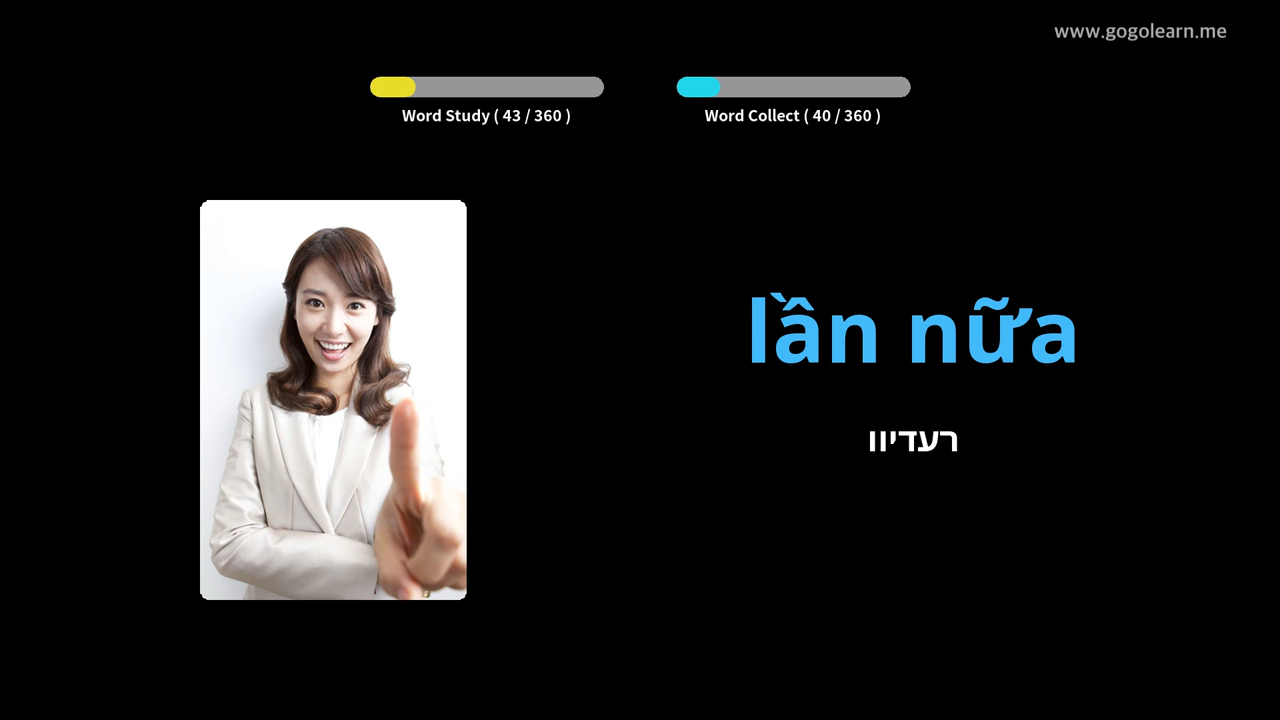 www.gogolearn.me
Word Study ( 43 / 360 )
Word Collect ( 40 / 360 )
lần nữa
רעדיוו